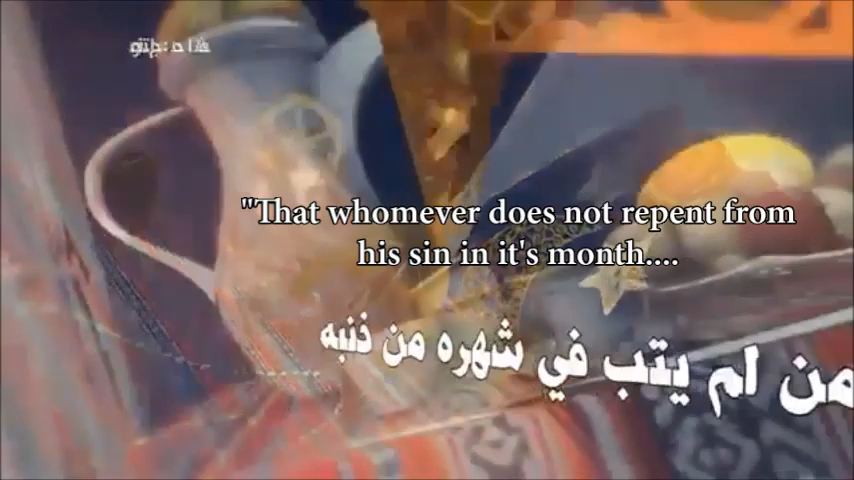 "That whomever does not repent from
his sin in it's month....
من لم يتب في شهره من ذنبه